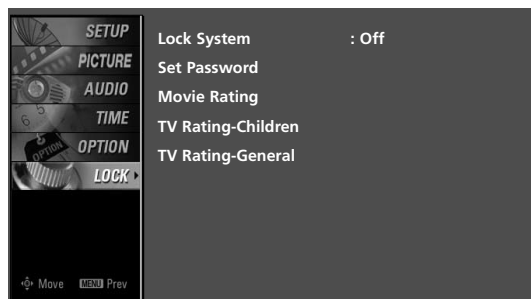 SETUP
PICTURE
AUDIO
TIME
OPTION
OPTION
LOCK
Lock System : Off
Set Password
Movie Rating
TV Rating-Children
TV Rating-General
Move MENU Prev